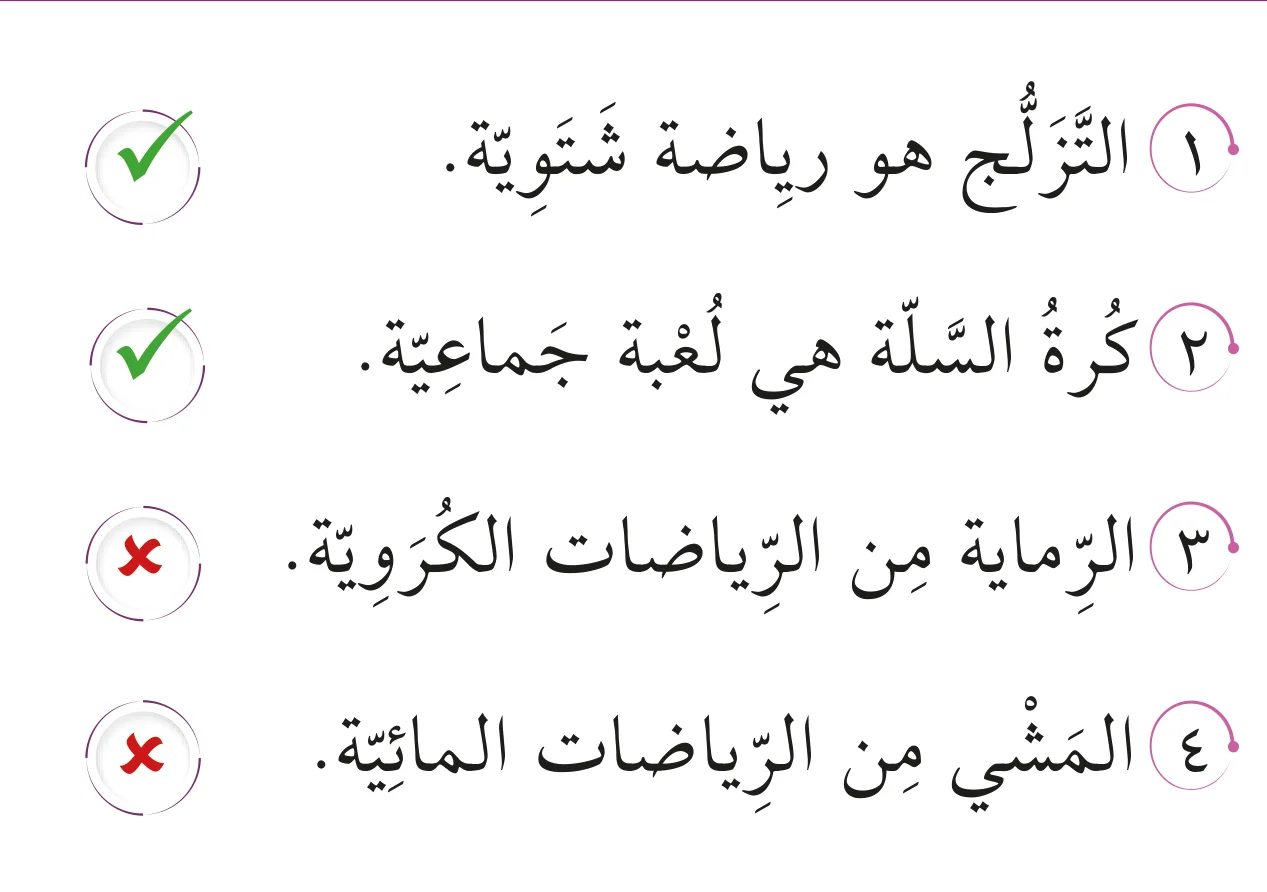 ١ التَّزَلُّج هو رِياضة شَتَوِيّة.
٢ كُرةُ السَّلّة هي لُعْبة جَماعِيّة.
٣ الرِّماية مِن الرِّياضات الكُرَوِيّة.
٤ المَشْي مِن الرِّياضات المائِيّة.